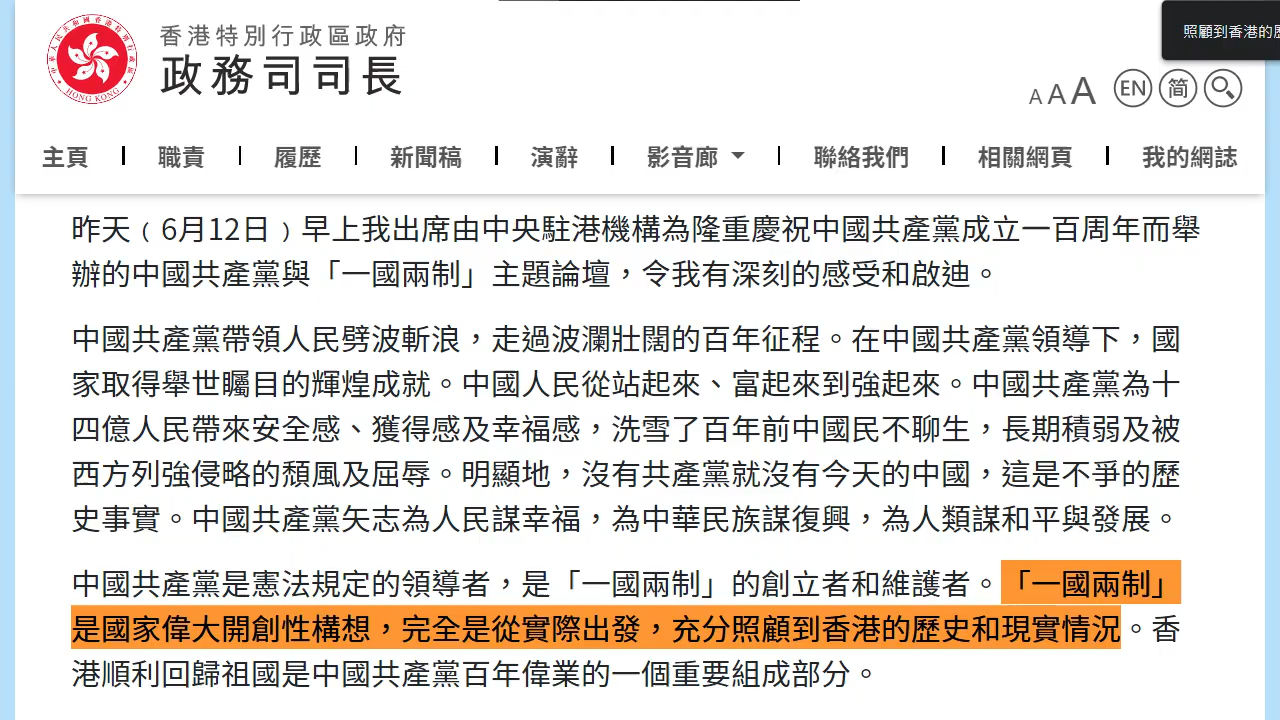 香港特別行政區政府
政務司司長
照顧到香港的歷
A A A EN 简
主頁 職責 履歷 新聞稿 演辭 影音廊 聯絡我們 相關網頁 我的網誌
昨天﹙6月12日﹚早上我出席由中央駐港機構為隆重慶祝中國共產黨成立一百周年而舉
辦的中國共產黨與「一國兩制」主題論壇，令我有深刻的感受和啟迪。
中國共產黨帶領人民劈波斬浪，走過波瀾壯闊的百年征程。在中國共產黨領導下，國
家取得舉世矚目的輝煌成就。中國人民從站起來、富起來到強起來。中國共產黨為十
四億人民帶來安全感、獲得感及幸福感，洗雪了百年前中國民不聊生，長期積弱及被
西方列強侵略的頹風及屈辱。明顯地，沒有共產黨就沒有今天的中國，這是不爭的歷
史事實。中國共產黨矢志為人民謀幸福，為中華民族謀復興，為人類謀和平與發展。
中國共產黨是憲法規定的領導者，是「一國兩制」的創立者和維護者。「一國兩制」
是國家偉大開創性構想，完全是從實際出發，充分照顧到香港的歷史和現實情況。香
港順利回歸祖國是中國共產黨百年偉業的一個重要組成部分。